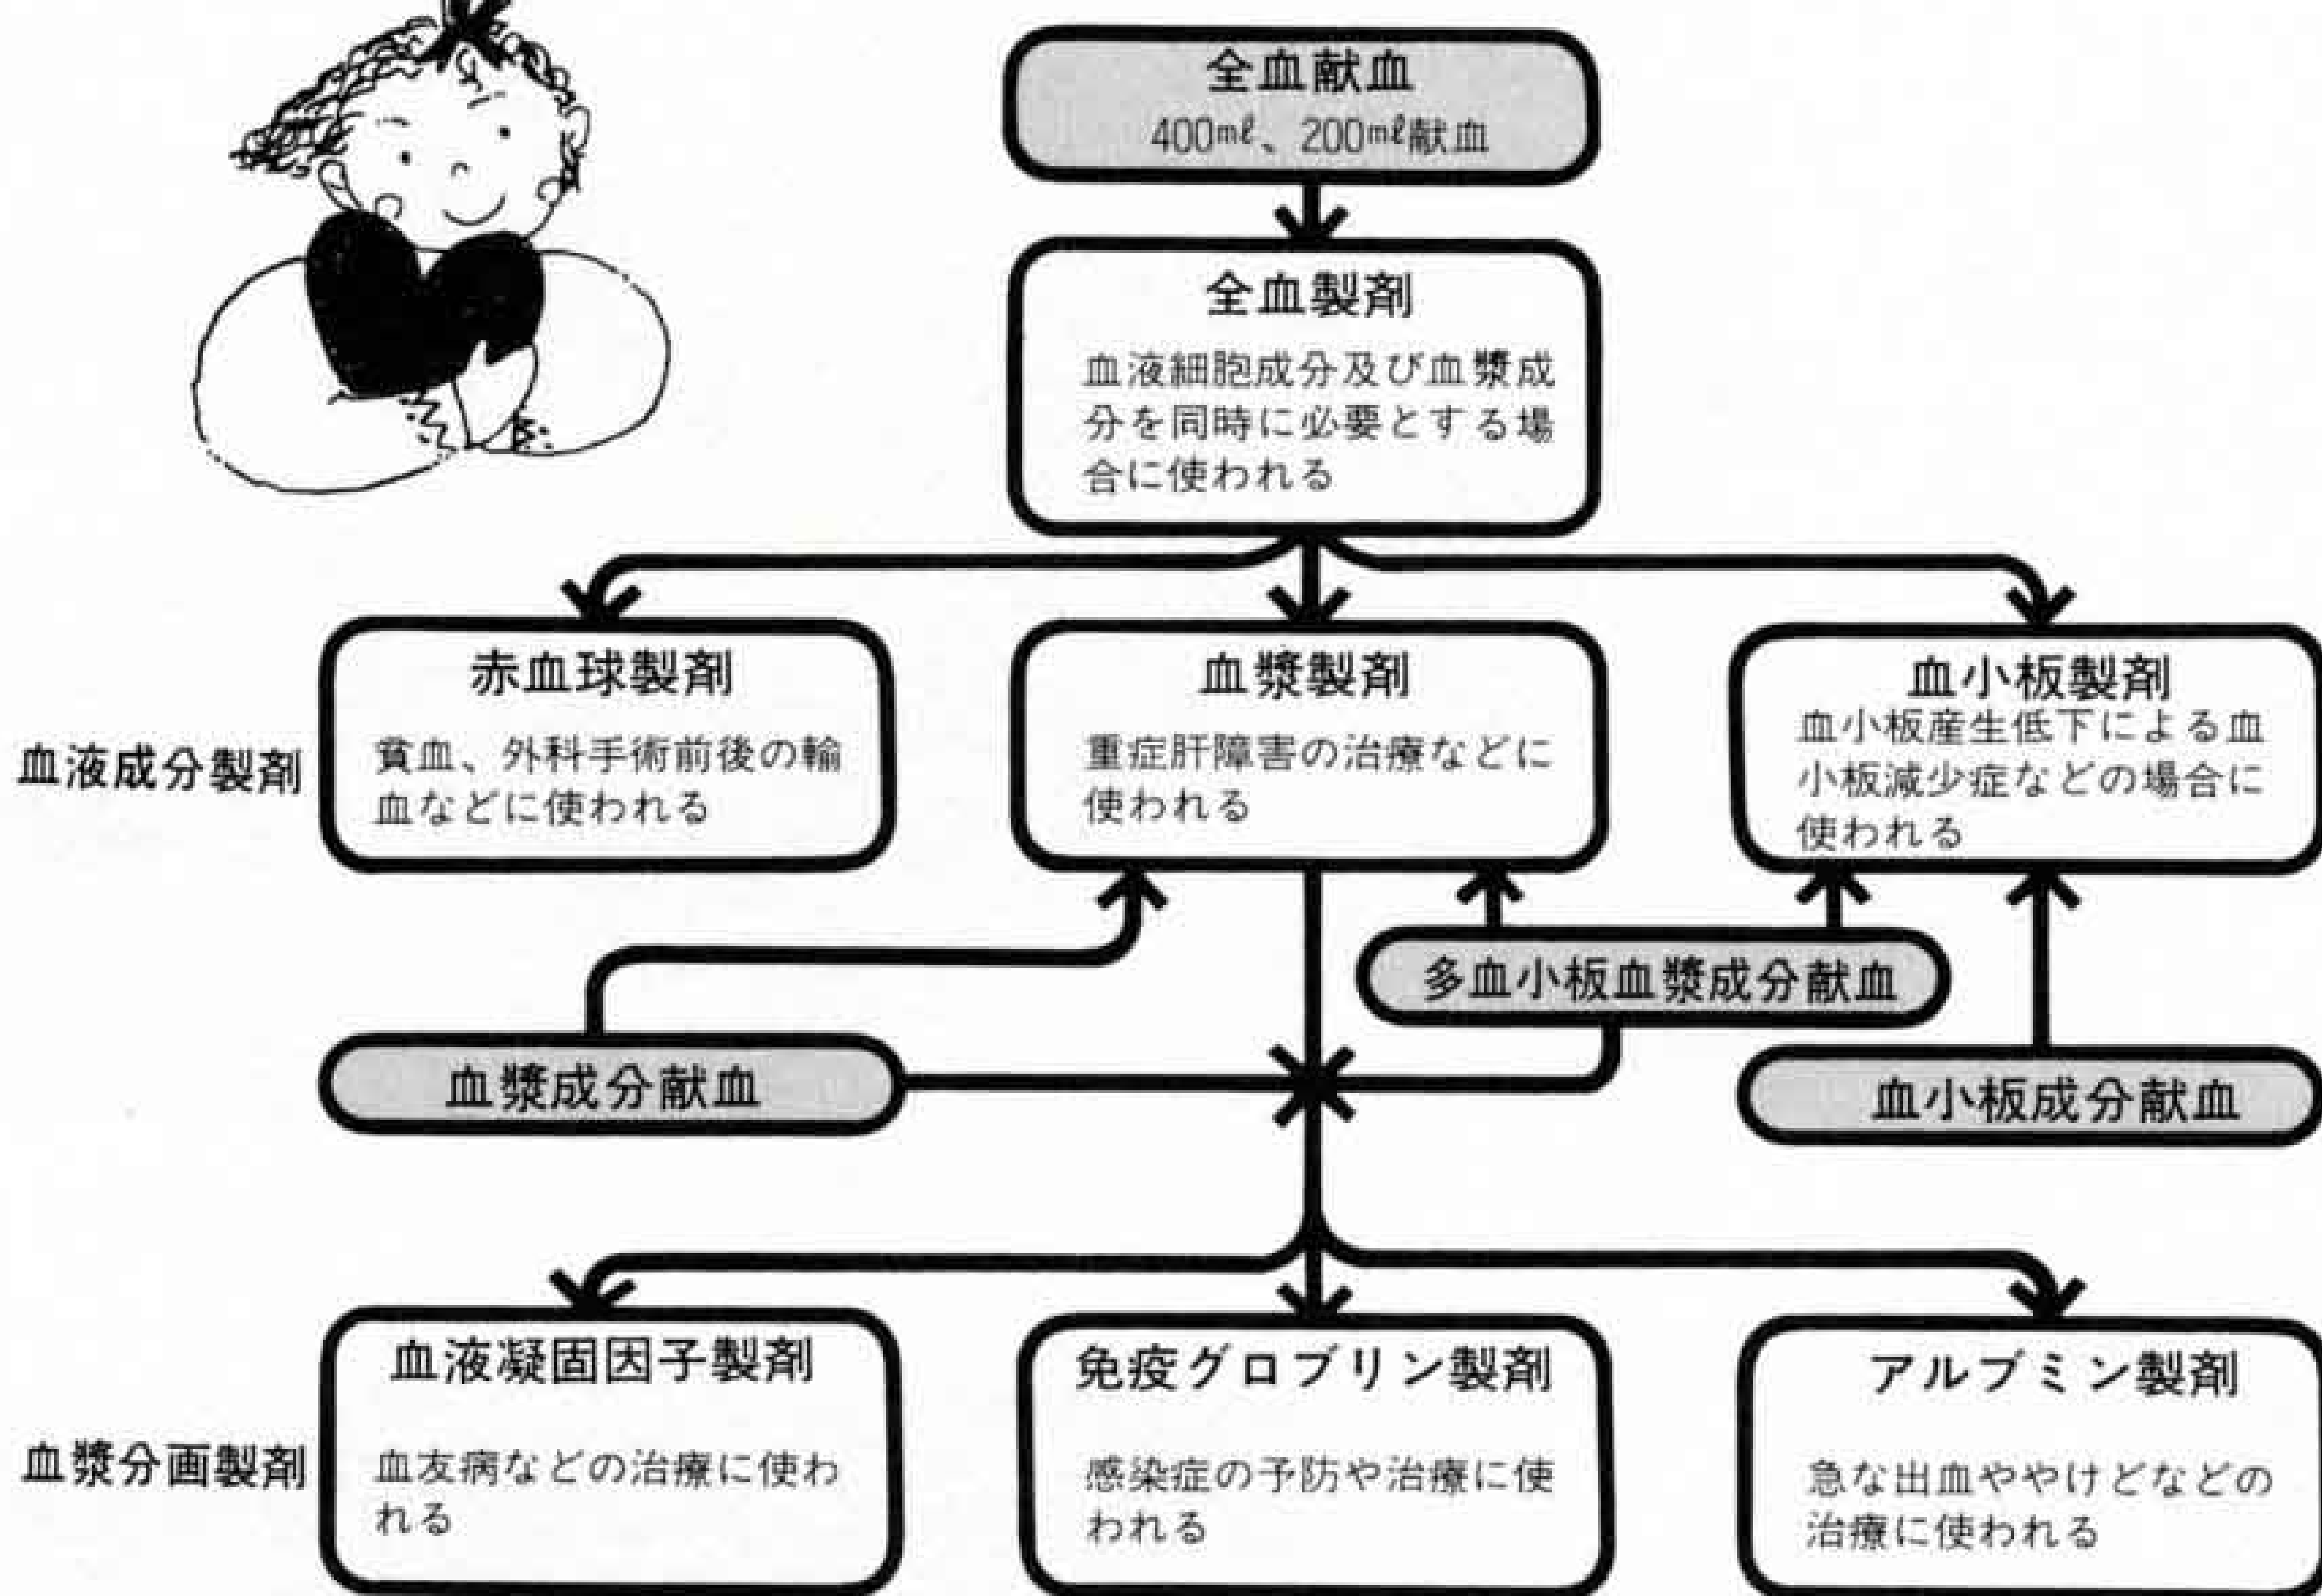 全血献血
400mℓ、200mℓ献血
全血製剤
血液細胞成分及び血漿成
分を同時に必要とする場
合に使われる
血液成分製剤
赤血球製剤
貧血、外科手術前後の輸
血などに使われる
血漿製剤
重症肝障害の治療などに
使われる
血小板製剤
血小板産生低下による血
小板減少症などの場合に
使われる
多血小板血漿成分献血
血漿成分献血
血小板成分献血
血漿分画製剤
血液凝固因子製剤
血友病などの治療に使わ
れる
免疫グロブリン製剤
感染症の予防や治療に使
われる
アルブミン製剤
急な出血ややけどなどの
治療に使われる